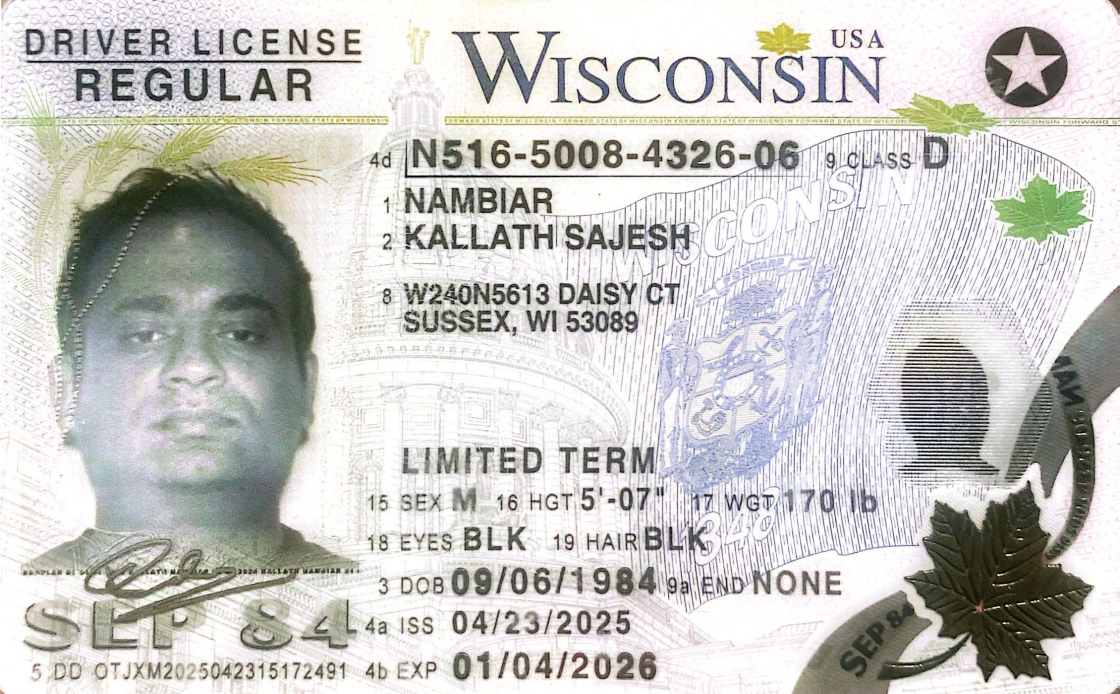 DRIVER LICENSE
REGULAR
WISCONSIN USA
4d N516-5008-4326-06 9 CLASS D
1 NAMBIAR
2 KALLATH SAJESH
8 W240N5613 DAISY CT
SUSSEX, WI 53089
WISCONSIN
FORWARD
LIMITED TERM
15 SEX M 16 HGT 5'-07" 17 WGT 170 lb
1348
18 EYES BLK 19 HAIR BLK
3 DOB 09/06/1984 9a END NONE
SEP 84
4a ISS 04/23/2025
5 DD OTJXM2025042315172491 4b EXP 01/04/2026
SEP 84